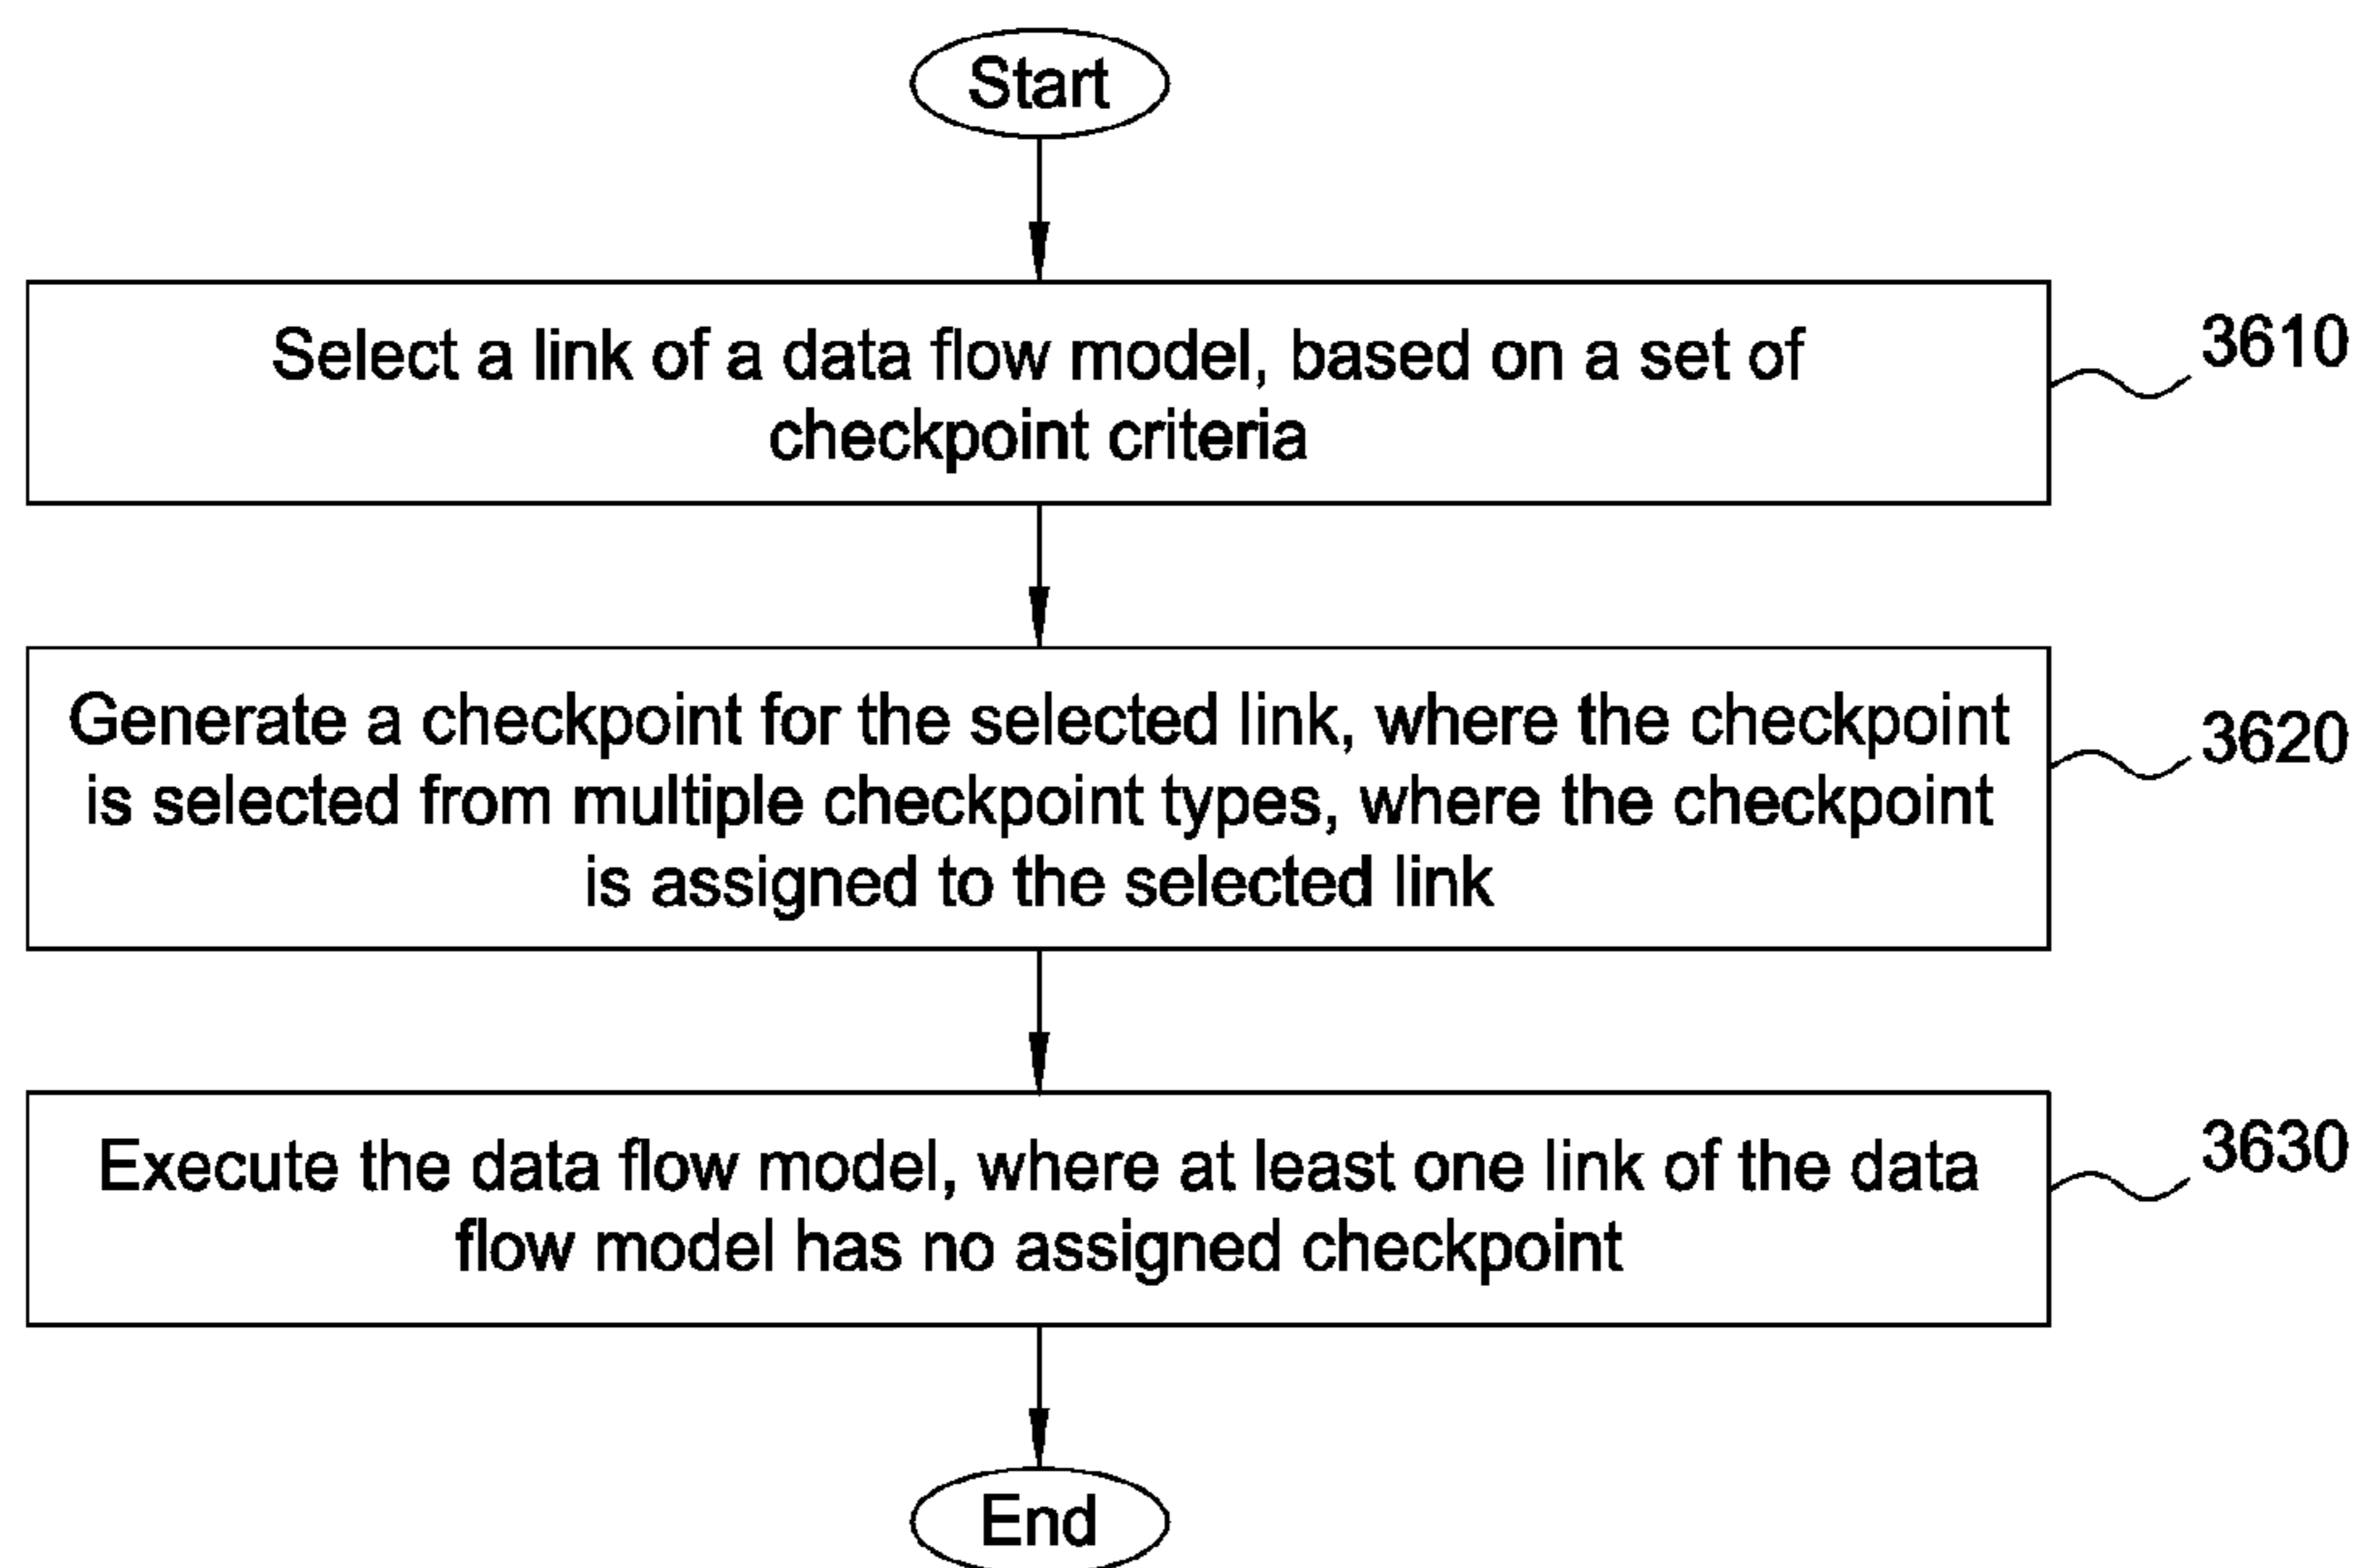 Start
Select a link of a data flow model, based on a set of
checkpoint criteria
3610
Generate a checkpoint for the selected link, where the checkpoint
is selected from multiple checkpoint types, where the checkpoint
is assigned to the selected link
3620
Execute the data flow model, where at least one link of the data
flow model has no assigned checkpoint
3630
End